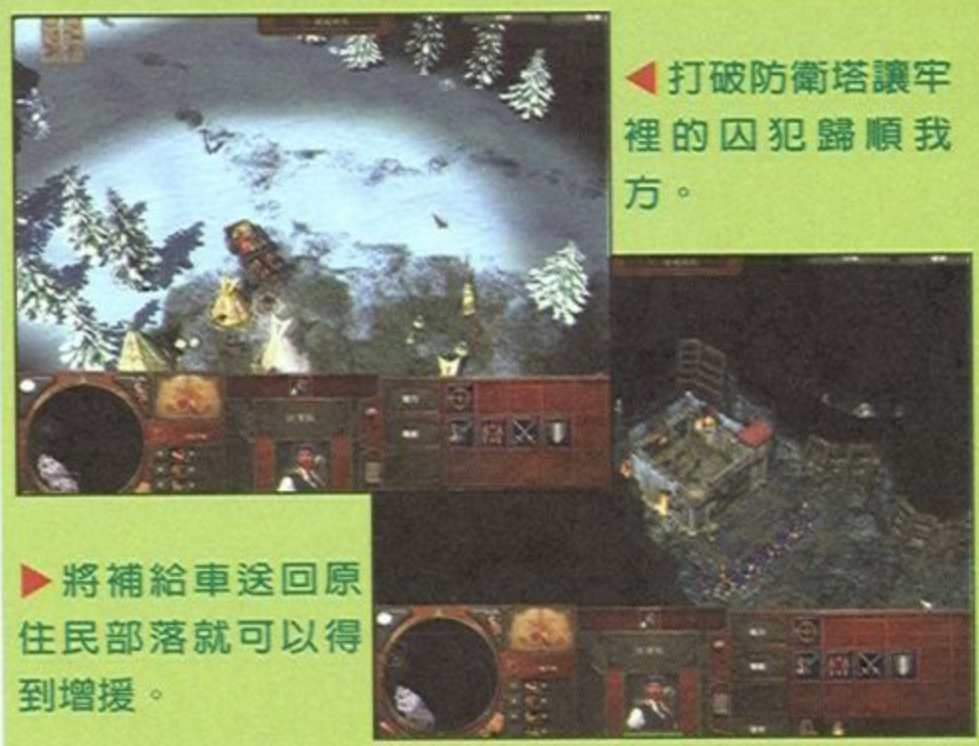 ◀打破防衛塔讓牢
裡的囚犯歸順我
方。
▶將補給車送回原
住民部落就可以得
到增援。